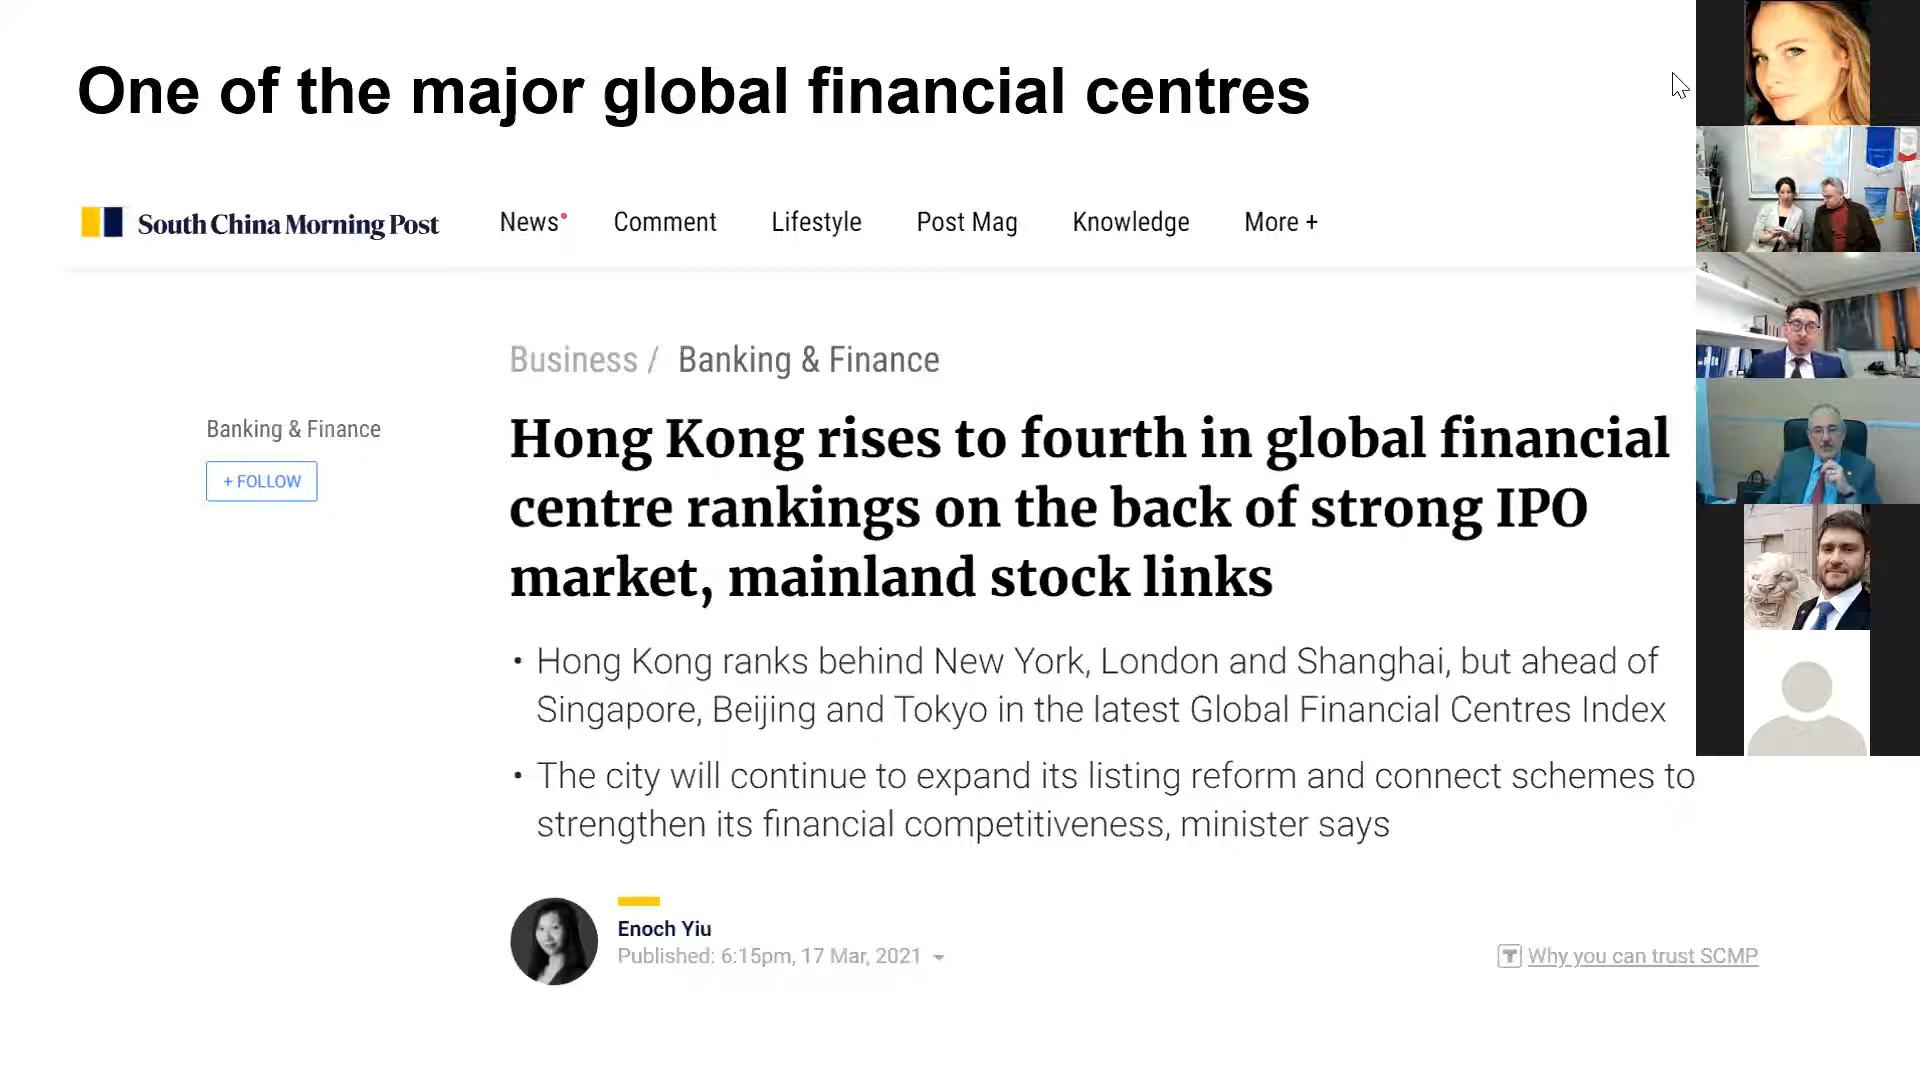 One of the major global financial centres
South China Morning Post News Comment Lifestyle Post Mag Knowledge More +
Business / Banking & Finance
Banking & Finance
+ FOLLOW
Hong Kong rises to fourth in global financial
centre rankings on the back of strong IPO
market, mainland stock links
• Hong Kong ranks behind New York, London and Shanghai, but ahead of
Singapore, Beijing and Tokyo in the latest Global Financial Centres Index
• The city will continue to expand its listing reform and connect schemes to
strengthen its financial competitiveness, minister says
Enoch Yiu
Published: 6:15pm, 17 Mar, 2021
T Why you can trust SCMP